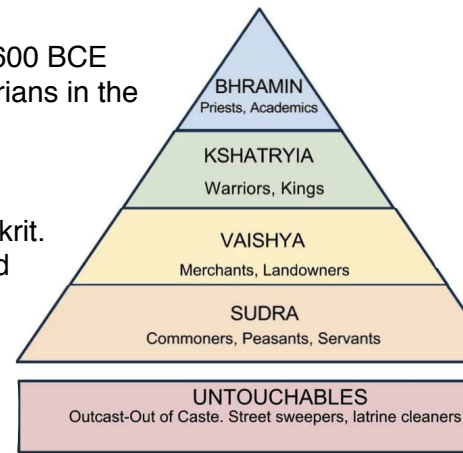 600 BCE
rians in the
krit.
d
BHRAMIN
Priests, Academics
KSHATRYIA
Warriors, Kings
VAISHYA
Merchants, Landowners
SUDRA
Commoners, Peasants, Servants
UNTOUCHABLES
Outcast-Out of Caste. Street sweepers, latrine cleaners